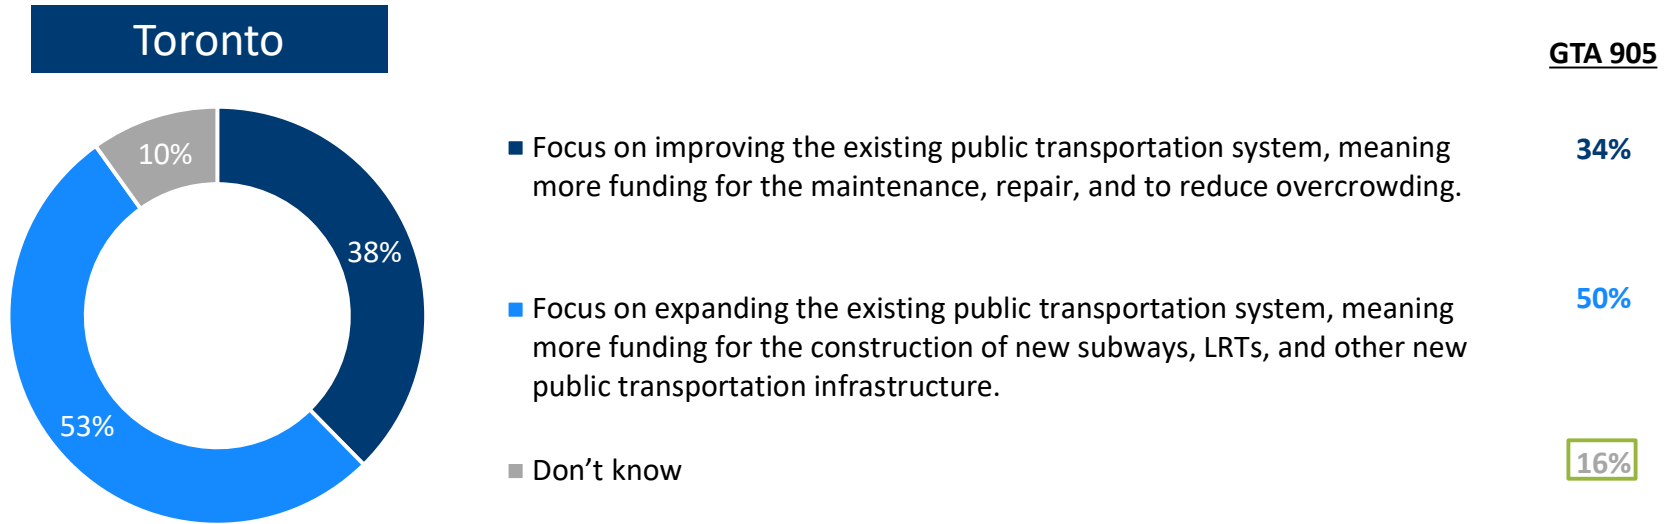 Toronto
GTA 905
10%
38%
53%
Focus on improving the existing public transportation system, meaning
more funding for the maintenance, repair, and to reduce overcrowding.
34%
Focus on expanding the existing public transportation system, meaning
more funding for the construction of new subways, LRTs, and other new
public transportation infrastructure.
50%
Don’t know
16%